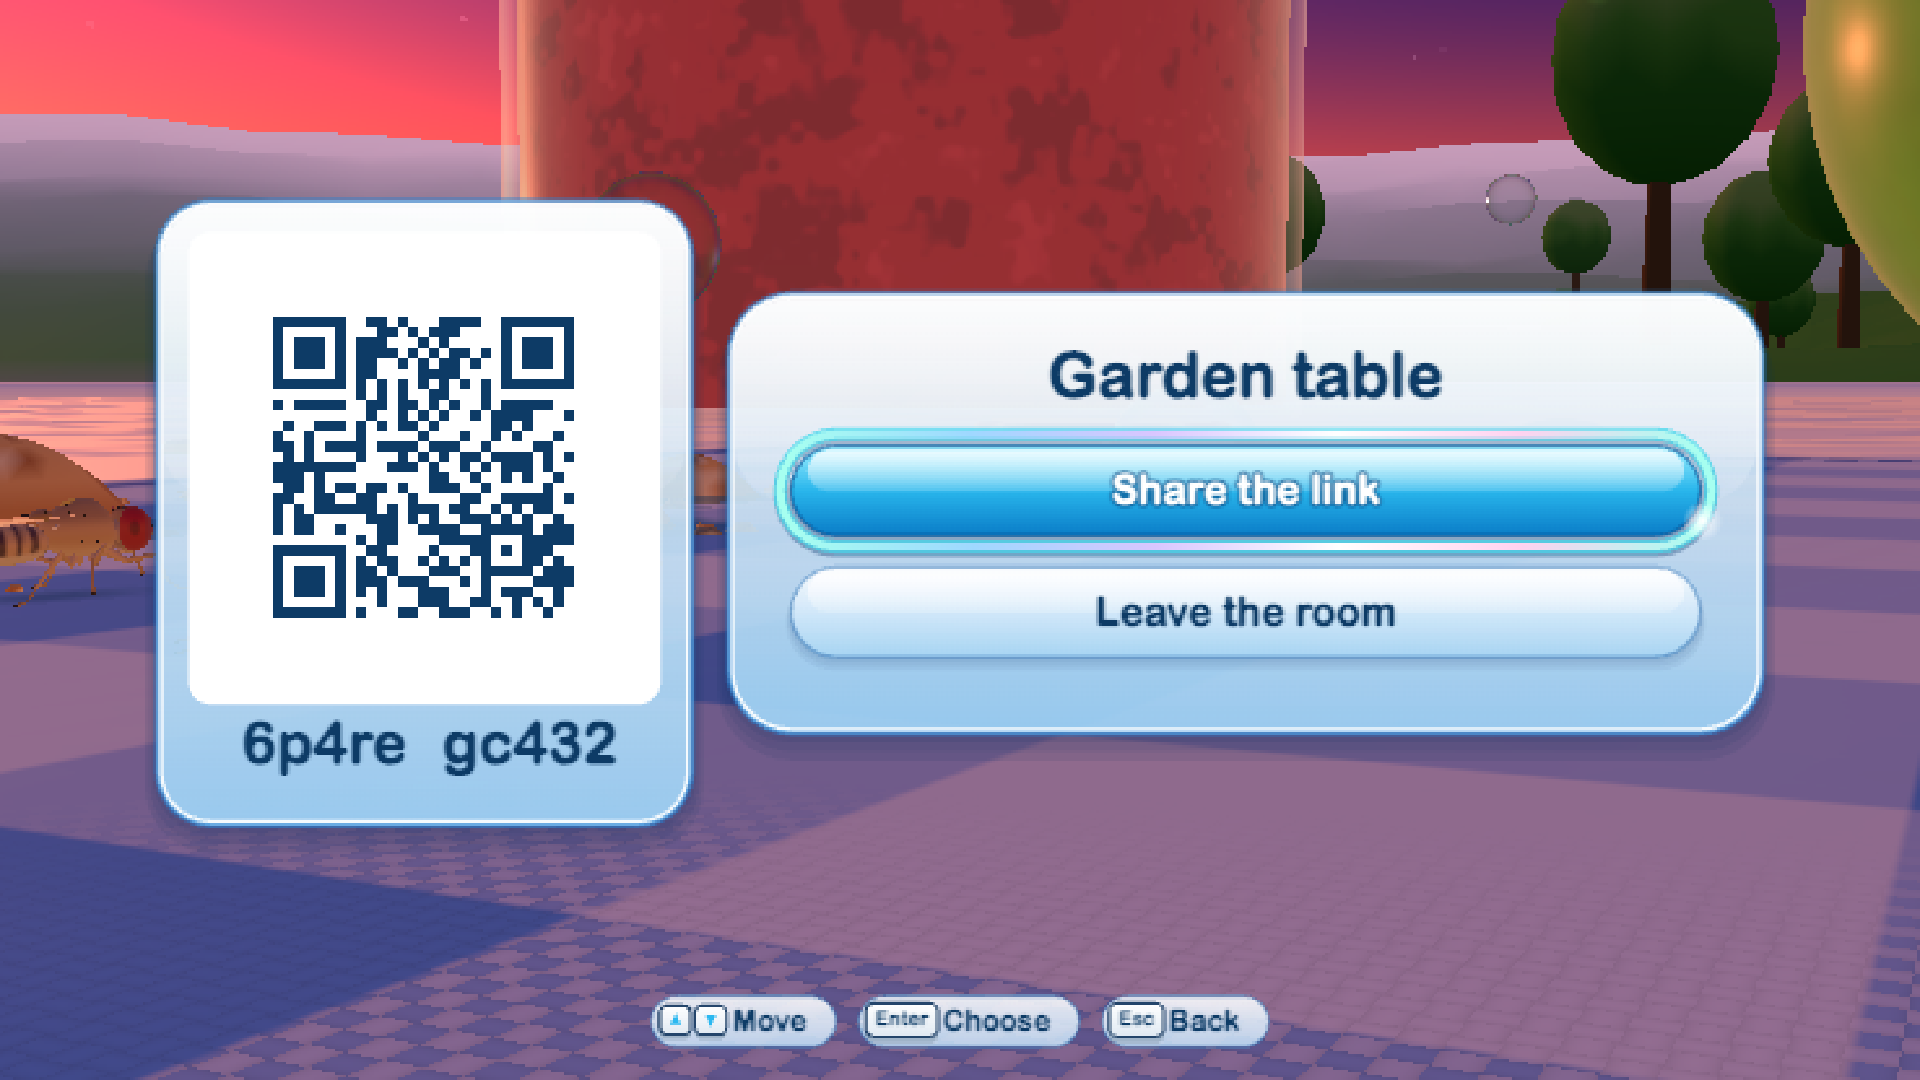 Garden table
Share the link
Leave the room
6p4re gc432
Move
Enter Choose
Esc Back